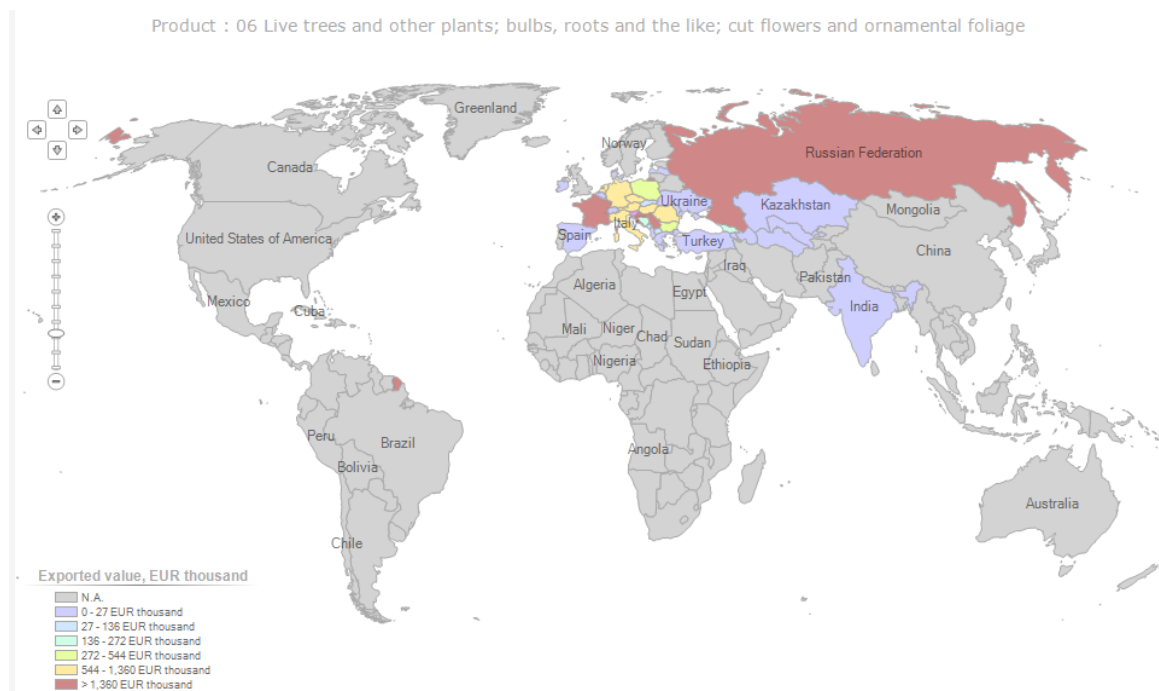 Product : 06 Live trees and other plants; bulbs, roots and the like; cut flowers and ornamental foliage
Greenland
Norway
Russian Federation
Canada
Ukraine
Kazakhstan
Mongolia
Italy
Spain
Turkey
United States of America
China
Iraq
Pakistan
Algeria
Egypt
Mexico
Cuba
India
Mali
Niger
Chad
Sudan
Nigeria
Ethiopia
Peru
Brazil
Angola
Bolivia
Australia
Chile
Exported value, EUR thousand
N.A.
0 - 27 EUR thousand
27 - 136 EUR thousand
136 - 272 EUR thousand
272 - 544 EUR thousand
544 - 1,360 EUR thousand
> 1,360 EUR thousand